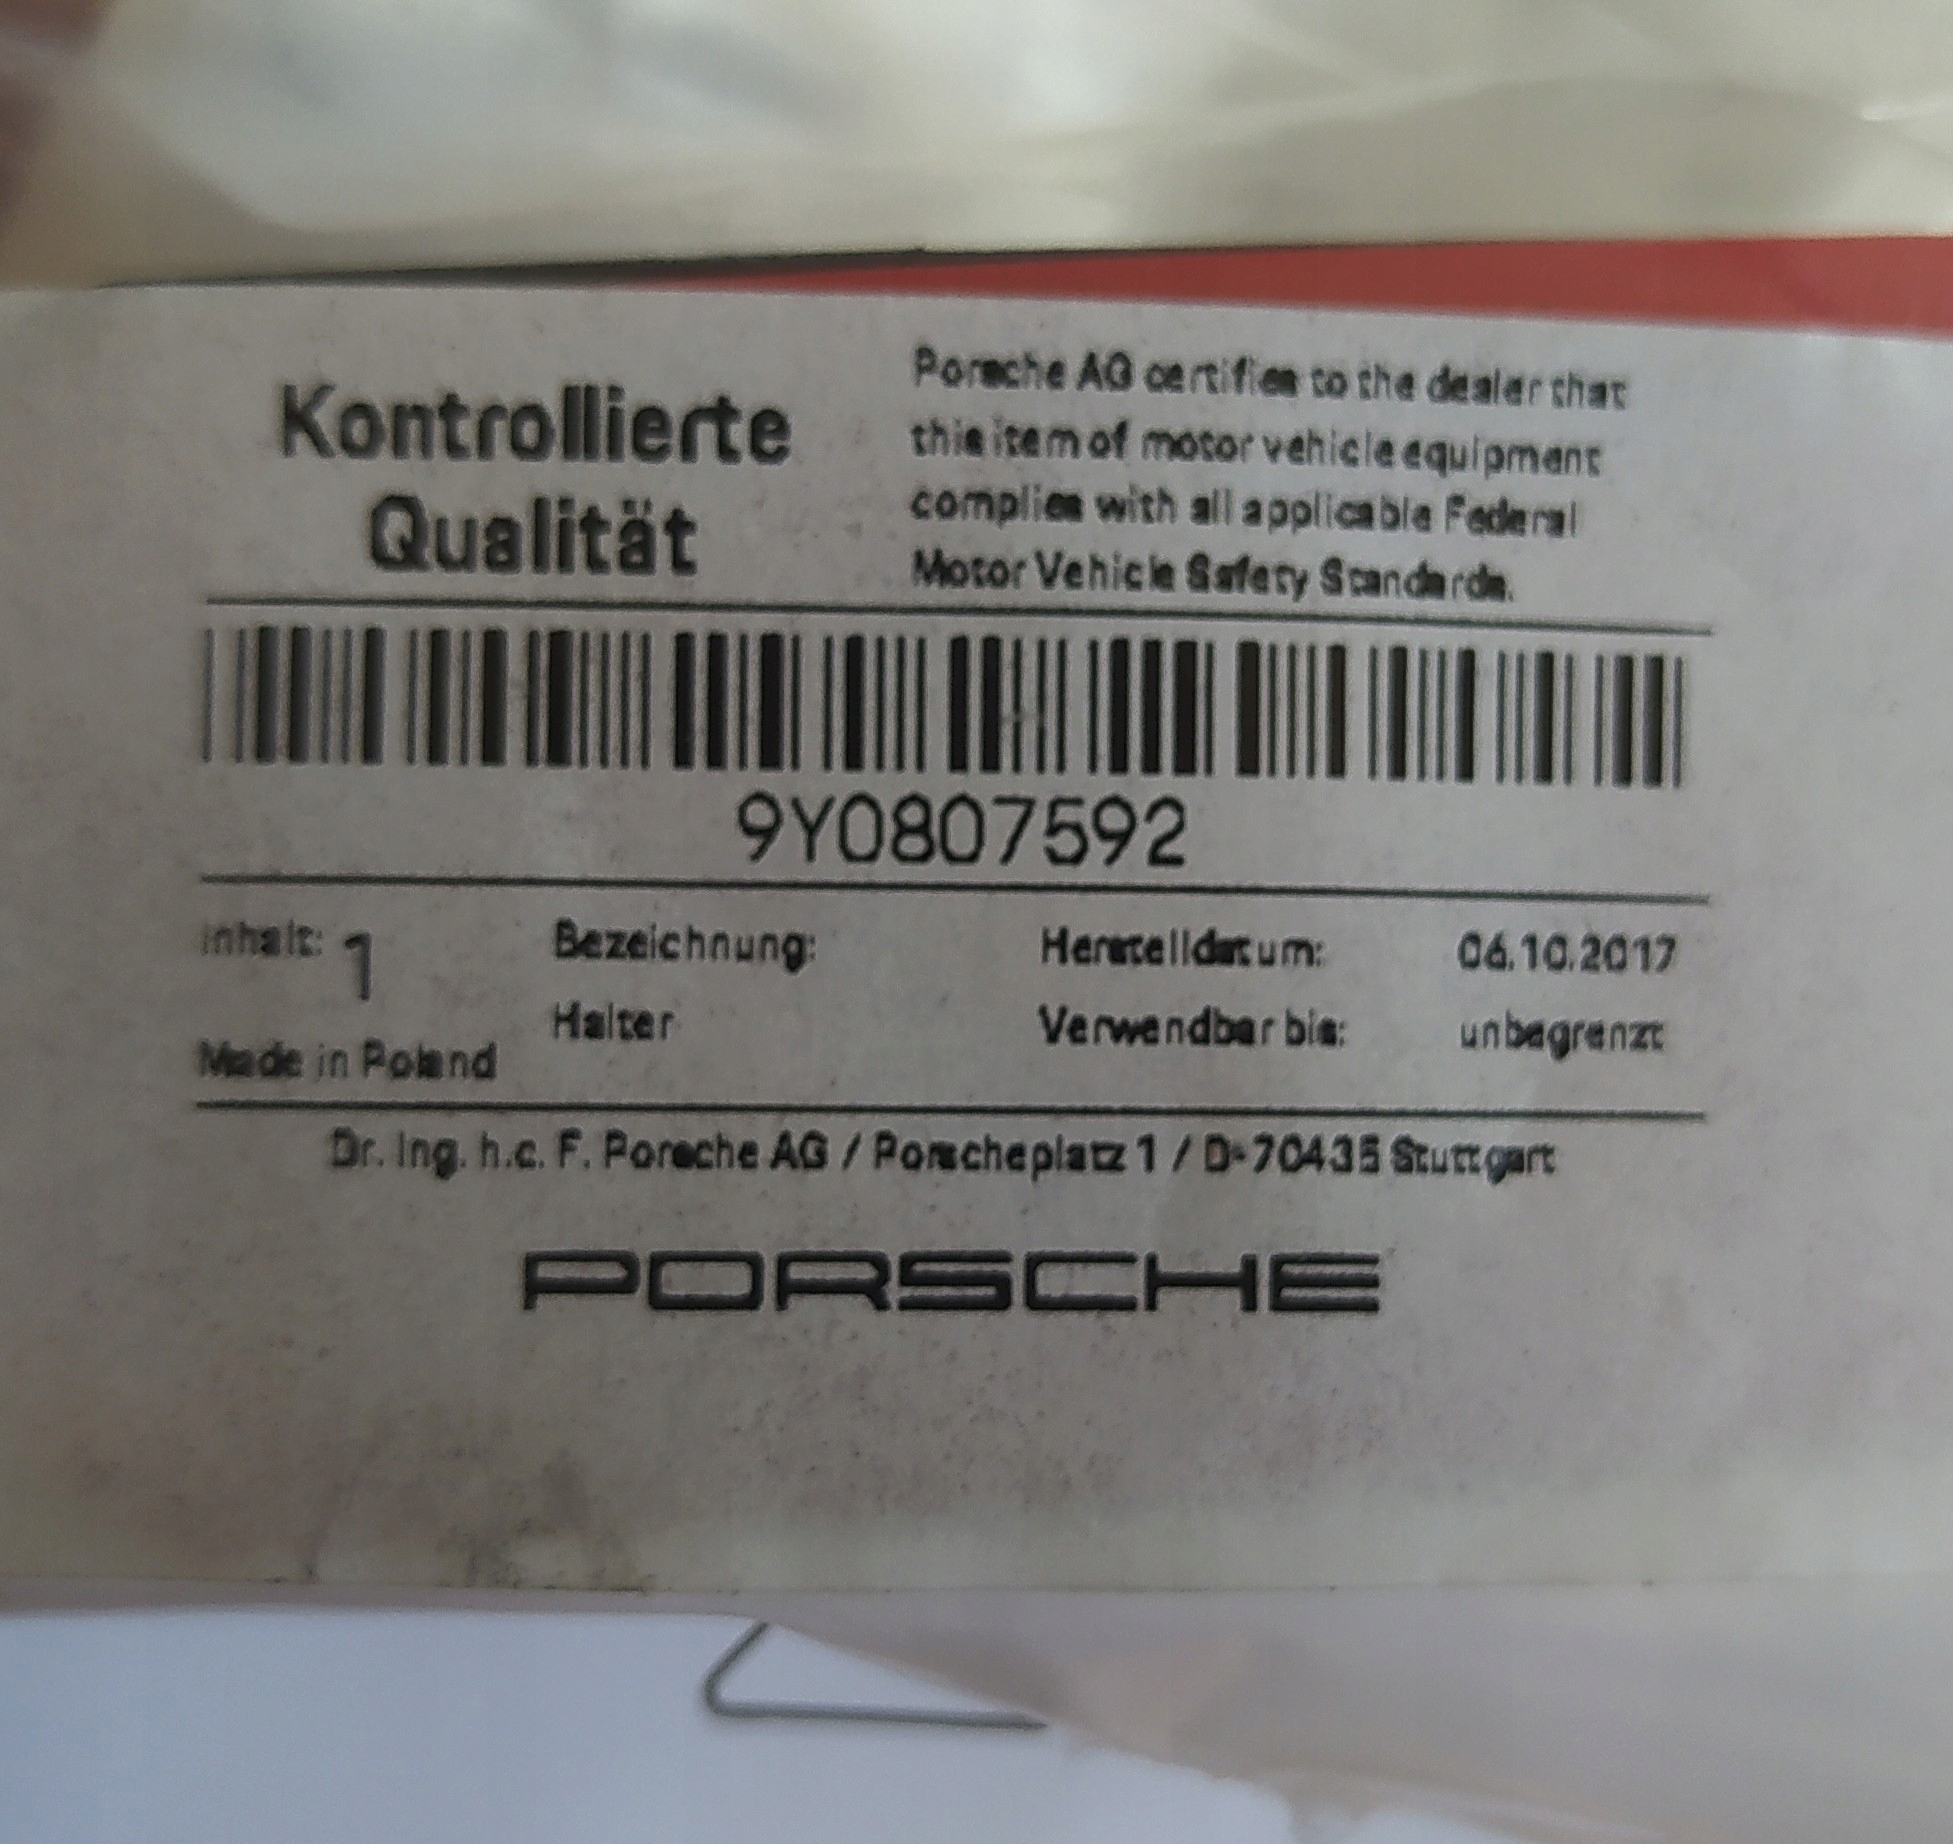 Kontrollierte
Qualität
Porsche AG certifies to the dealer that
this item of motor vehicle equipment
complies with all applicable Federal
Motor Vehicle Safety Standards.
9Y0807592
Inhalt: 1
Made in Poland
Bezeichnung:
Halter
Herstelldatum: 06.10.2017
Verwendbar bis: unbegrenzt
Dr. Ing. h.c. F. Porsche AG / Porscheplatz 1 / D-70435 Stuttgart
PORSCHE